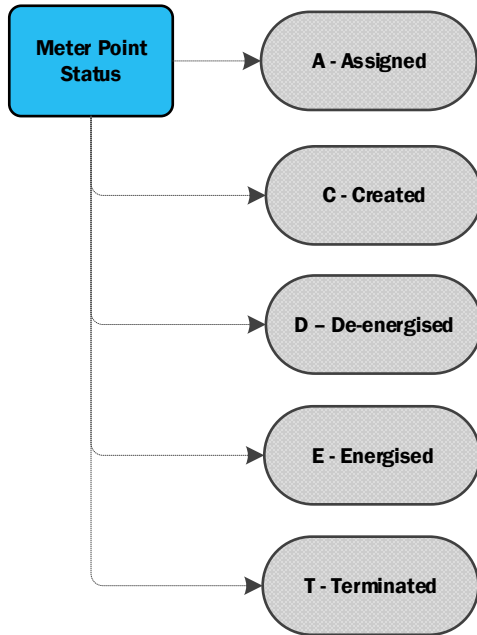 Meter Point
Status
A - Assigned
C - Created
D – De-energised
E - Energised
T - Terminated